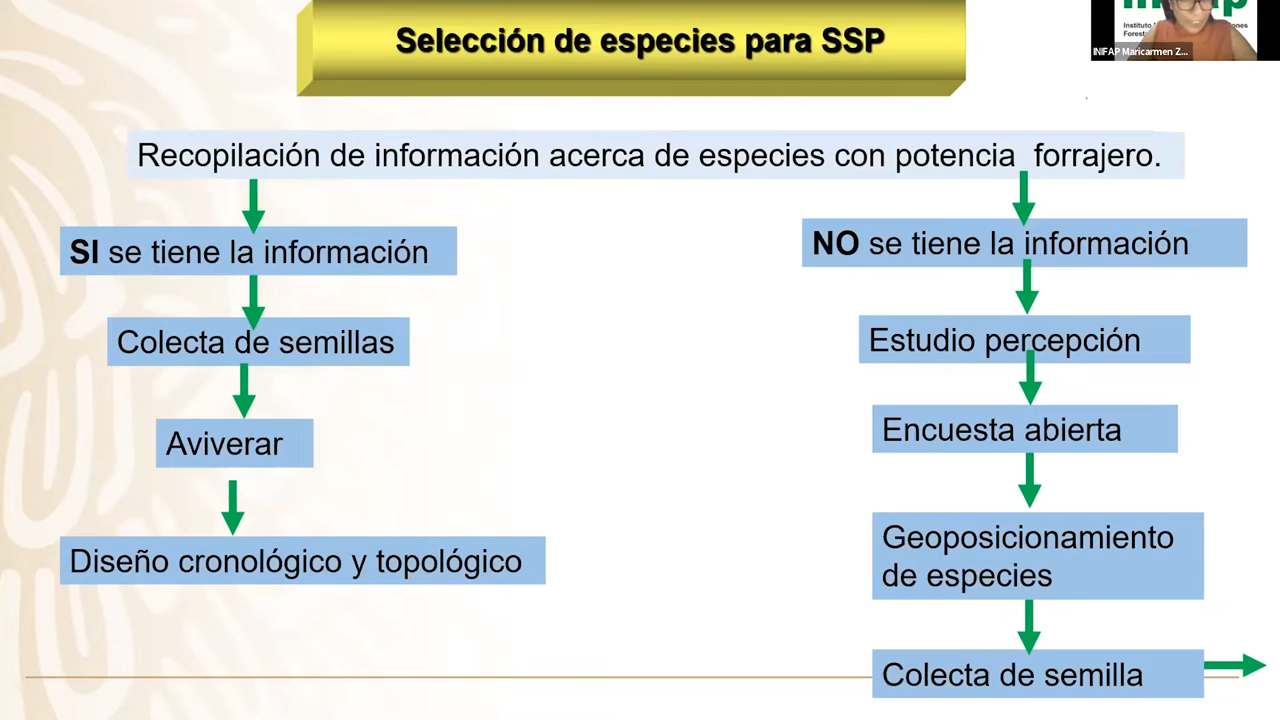 Selección de especies para SSP
Instituto
Forest
INIFAP Maricarmen Z...
Recopilación de información acerca de especies con potencia forrajero.
SI se tiene la información
NO se tiene la información
Colecta de semillas
Estudio percepción
Aviverar
Encuesta abierta
Diseño cronológico y topológico
Geoposicionamiento
de especies
Colecta de semilla